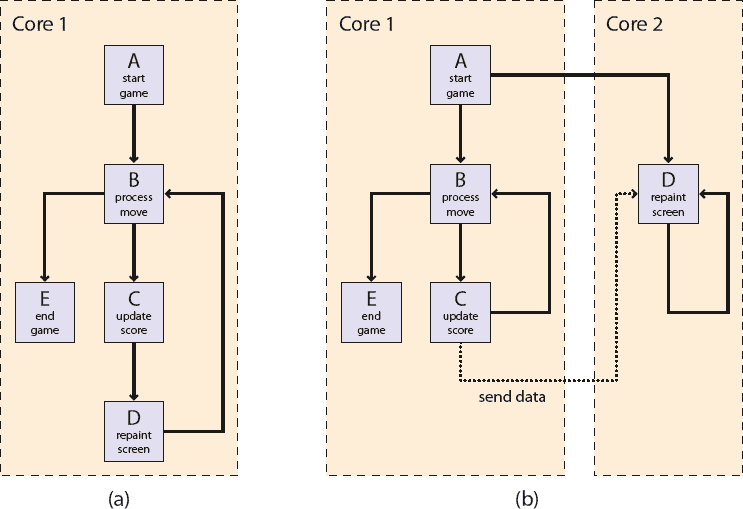 Core 1
A
start
game
B
process
move
E
end
game
C
update
score
D
repaint
screen
(a)
Core 1
A
start
game
B
process
move
E
end
game
C
update
score
send data
Core 2
D
repaint
screen
(b)